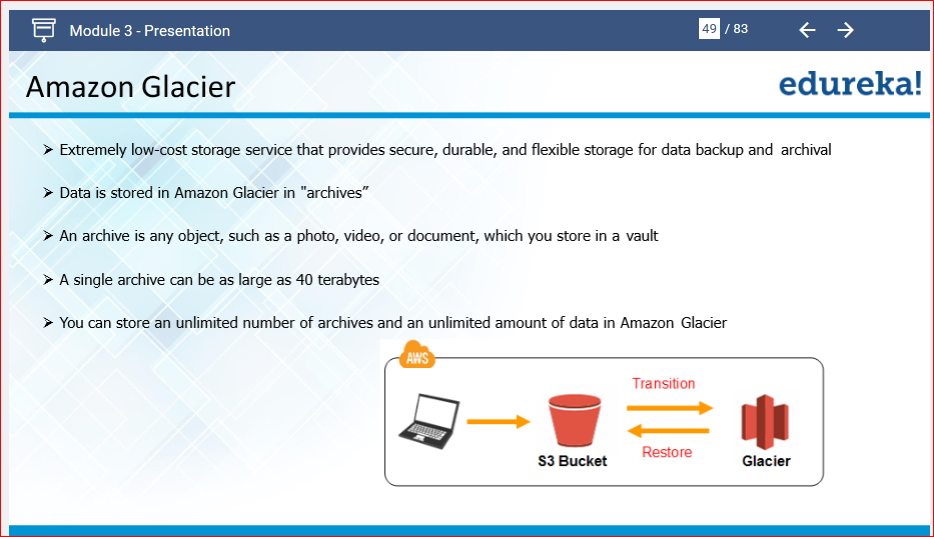 Module 3 - Presentation
49 / 83
Amazon Glacier
edureka!
➤ Extremely low-cost storage service that provides secure, durable, and flexible storage for data backup and archival
➤ Data is stored in Amazon Glacier in "archives”
➤ An archive is any object, such as a photo, video, or document, which you store in a vault
➤ A single archive can be as large as 40 terabytes
➤ You can store an unlimited number of archives and an unlimited amount of data in Amazon Glacier
AWS
Transition
Restore
S3 Bucket
Glacier